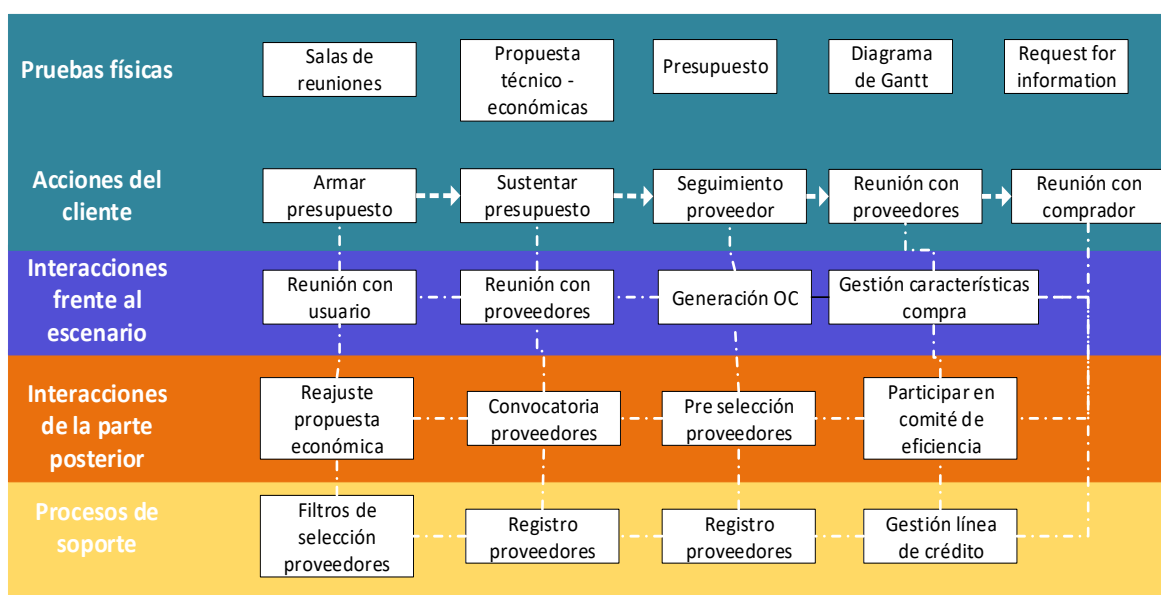 Pruebas físicas
Salas de
reuniones
Propuesta
técnico -
económicas
Presupuesto
Diagrama
de Gantt
Request for
information
Acciones del
cliente
Armar
presupuesto
Sustentar
presupuesto
Seguimiento
proveedor
Reunión con
proveedores
Reunión con
comprador
Interacciones
frente al
escenario
Reunión con
usuario
Reunión con
proveedores
Generación OC
Gestión características
compra
Interacciones
de la parte
posterior
Reajuste
propuesta
económica
Convocatoria
proveedores
Pre selección
proveedores
Participar en
comité de
eficiencia
Procesos de
soporte
Filtros de
selección
proveedores
Registro
proveedores
Registro
proveedores
Gestión línea
de crédito